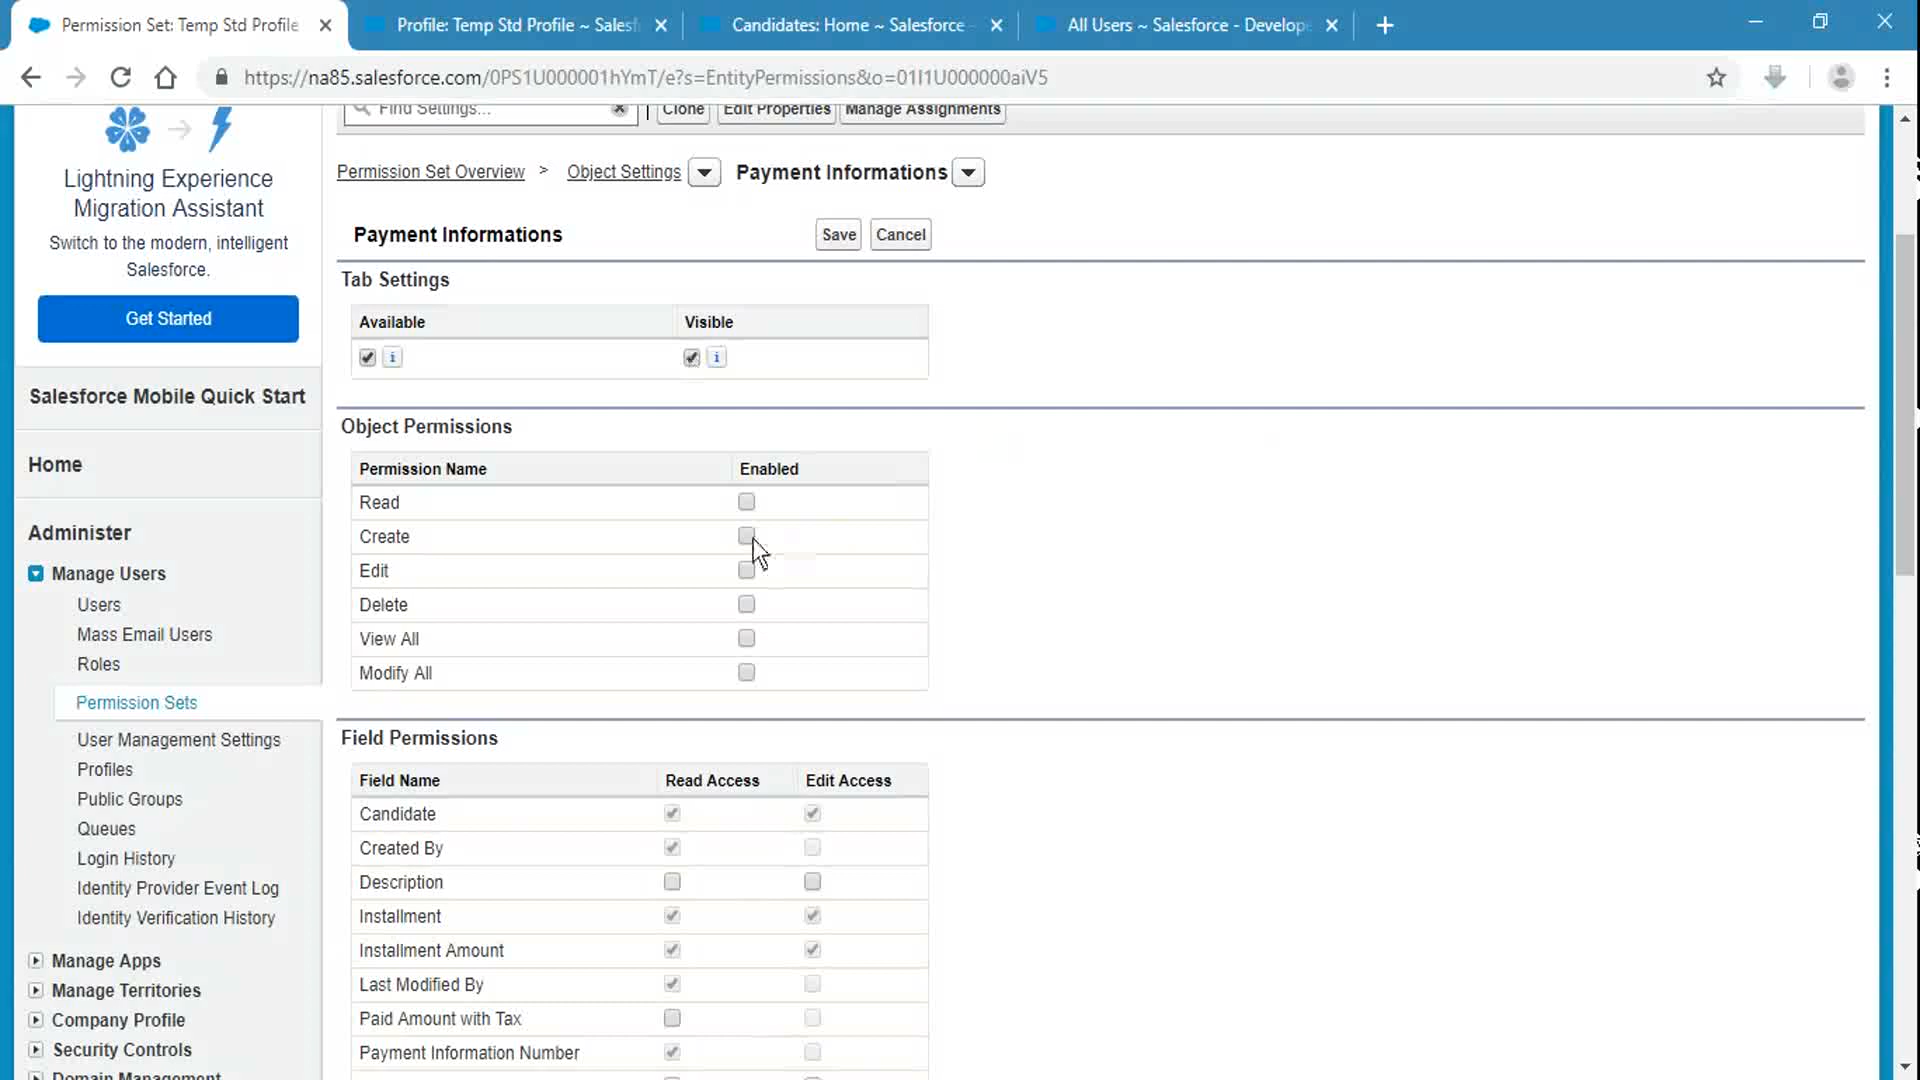 Permission Set: Temp Std Profile
Profile: Temp Std Profile ~ Salesf
Candidates: Home ~ Salesforce -
All Users ~ Salesforce - Develope
https://na85.salesforce.com/0PS1U000001hYmT/e?s=EntityPermissions&o=01I1U000000aiV5
Find Settings...
Clone
Edit Properties
Manage Assignments
Lightning Experience
Migration Assistant
Switch to the modern, intelligent
Salesforce.
Get Started
Salesforce Mobile Quick Start
Home
Administer
Manage Users
Users
Mass Email Users
Roles
Permission Sets
User Management Settings
Profiles
Public Groups
Queues
Login History
Identity Provider Event Log
Identity Verification History
Manage Apps
Manage Territories
Company Profile
Security Controls
Domain Management
Permission Set Overview > Object Settings Payment Informations
Payment Informations Save Cancel
Tab Settings
Available Visible
i i
Object Permissions
Permission Name Enabled
Read
Create
Edit
Delete
View All
Modify All
Field Permissions
Field Name Read Access Edit Access
Candidate
Created By
Description
Installment
Installment Amount
Last Modified By
Paid Amount with Tax
Payment Information Number